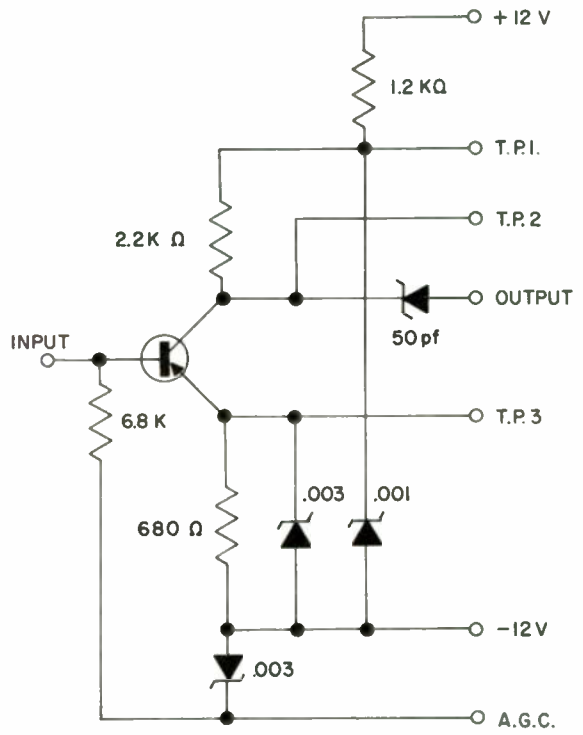 +12 V
1.2 KΩ
T.P.1.
T.P.2
2.2K Ω
OUTPUT
50 pf
INPUT
6.8 K
T.P.3
.003
.001
680 Ω
-12V
.003
A.G.C.